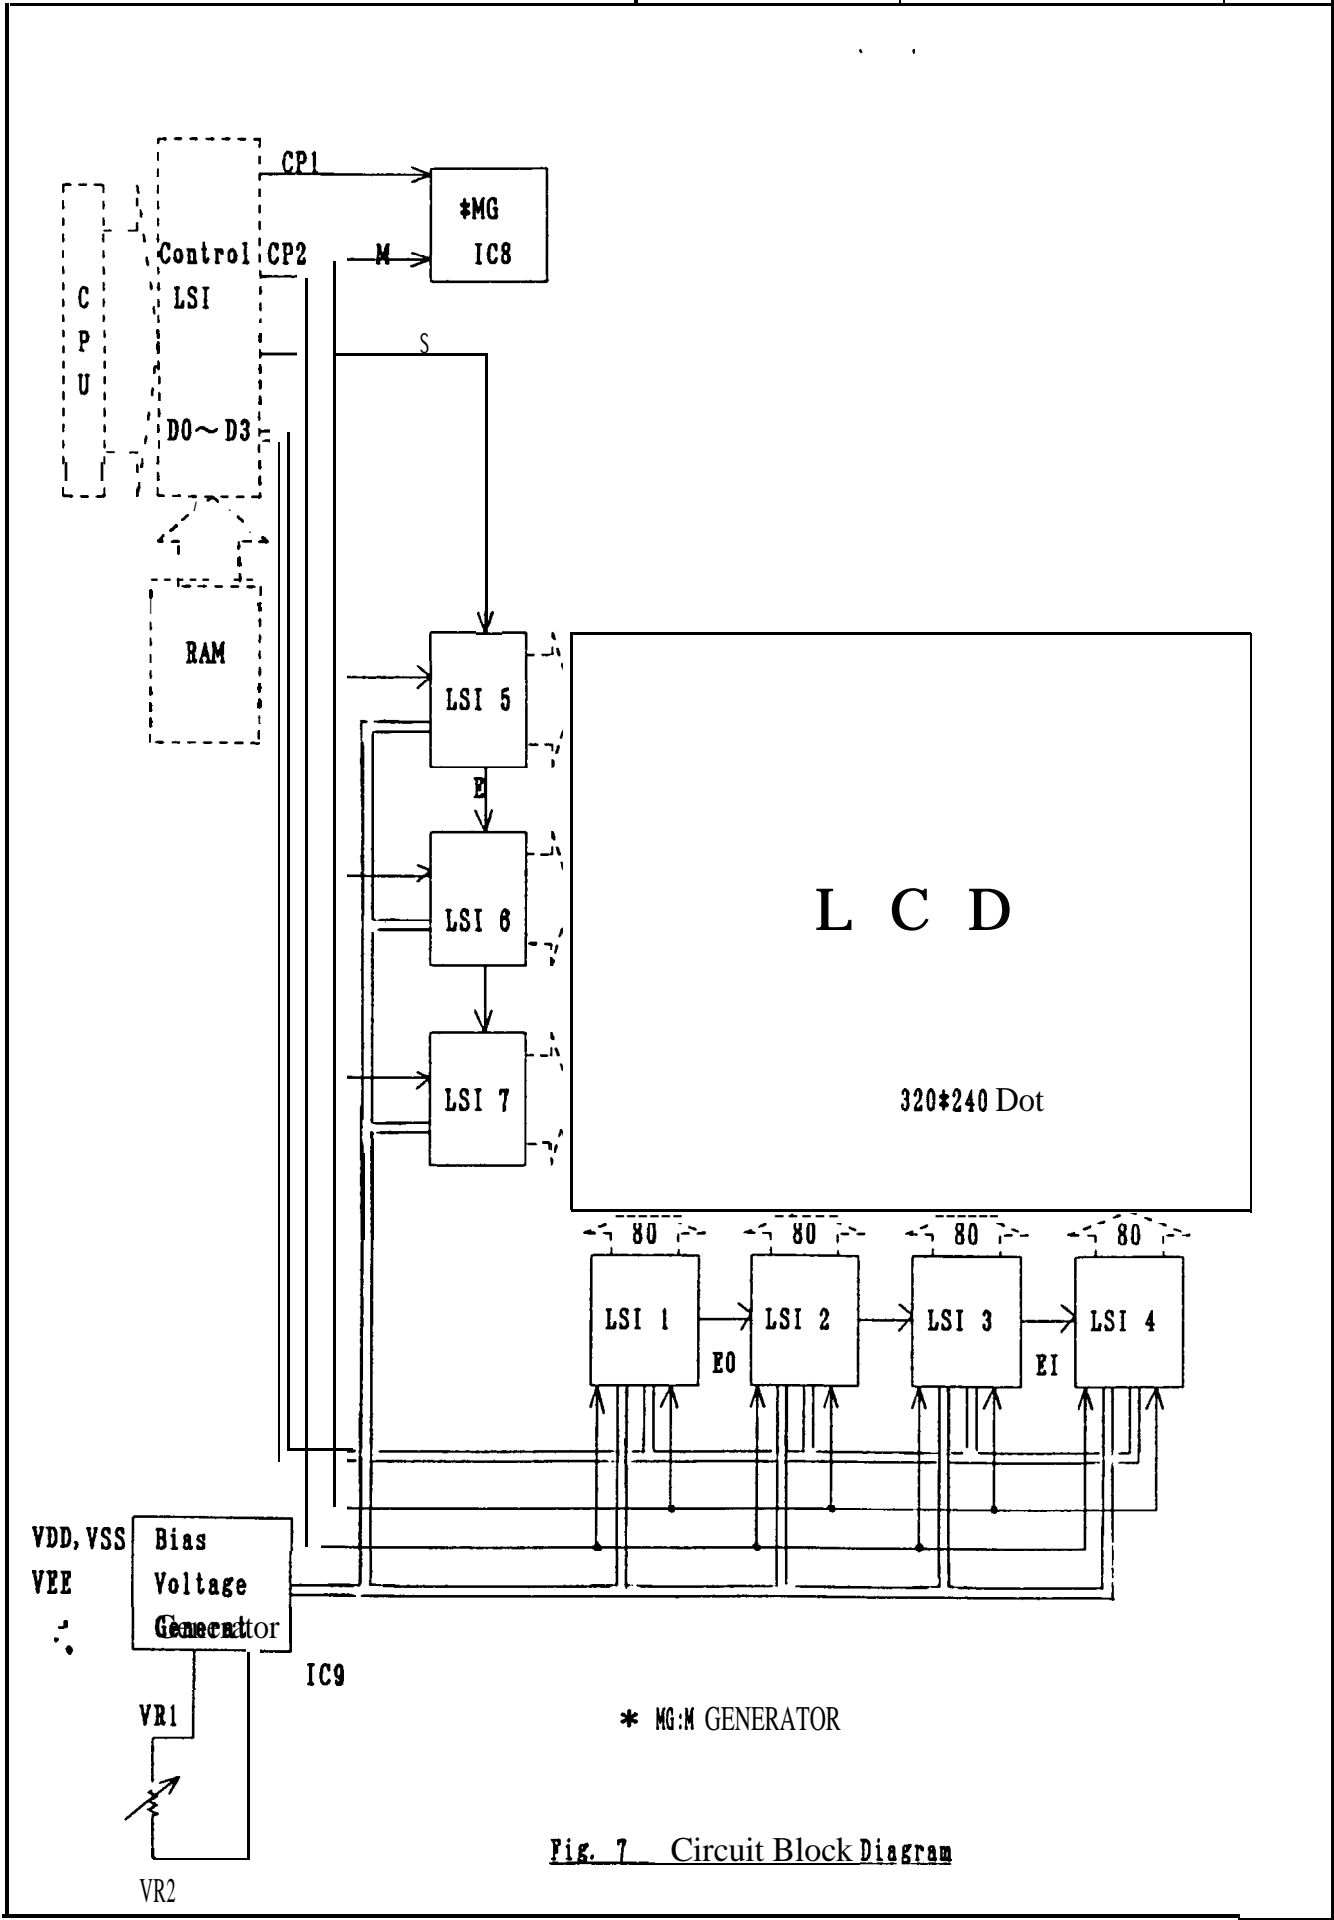 CP1
*MG
IC8
Control
LSI
CP2
M
C
P
U
S
D0～D3
RAM
LSI 5
E
LSI 6
LSI 7
L C D
320*240 Dot
80
80
80
80
LSI 1
LSI 2
LSI 3
LSI 4
EO
EI
VDD, VSS
VEE
Bias
Voltage
Generator
IC9
VR1
VR2
* MG:M GENERATOR
Fig. 7 Circuit Block Diagram